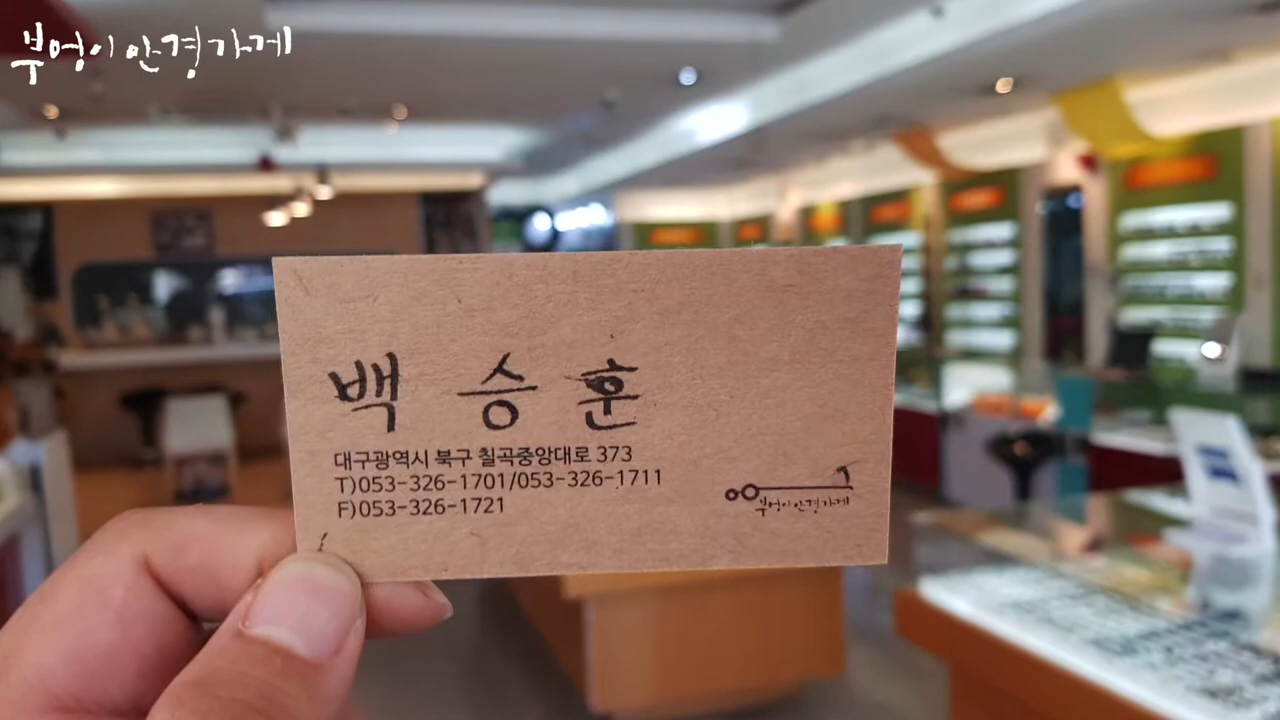 부엉이안경가게
백 승 훈
대구광역시 북구 칠곡중앙대로 373
T)053-326-1701/053-326-1711
F)053-326-1721
부엉이안경가게